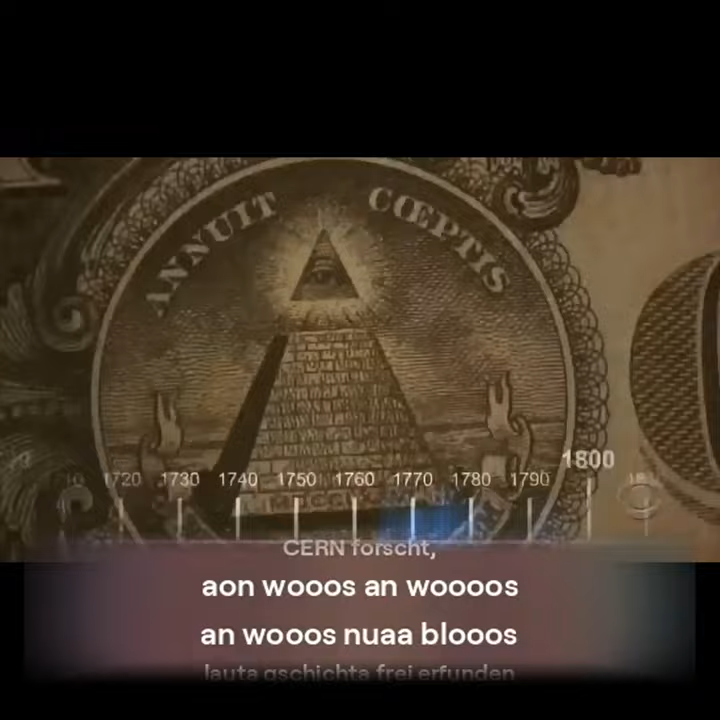 ANNUIT CŒPTIS
1720 1730 1740 1750 1760 1770 1780 1790 1800
CERN forscht,
aon wooos an woooos
an wooos nuaa blooos
lauta gschichta frei erfunden